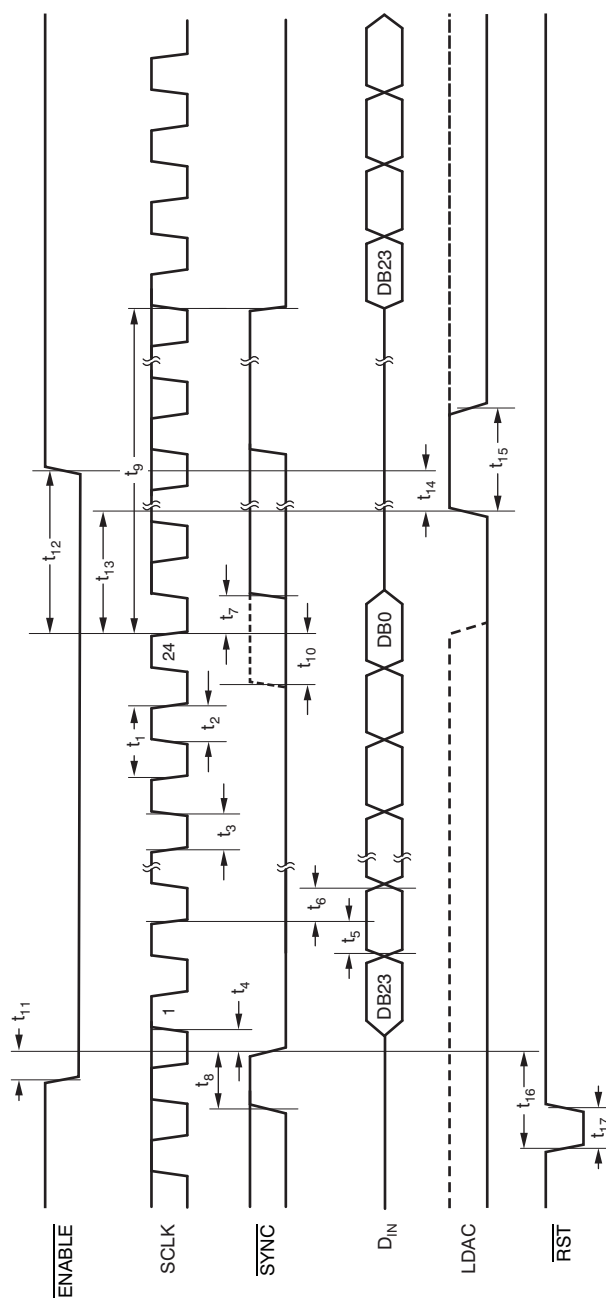 ENABLE
t11
t12
t13
t9
SCLK
1
t3
t1
t2
24
SYNC
t8
t4
t10
t7
DIN
DB23
t5
t6
DB0
DB23
LDAC
t14
t15
RST
t17
t16